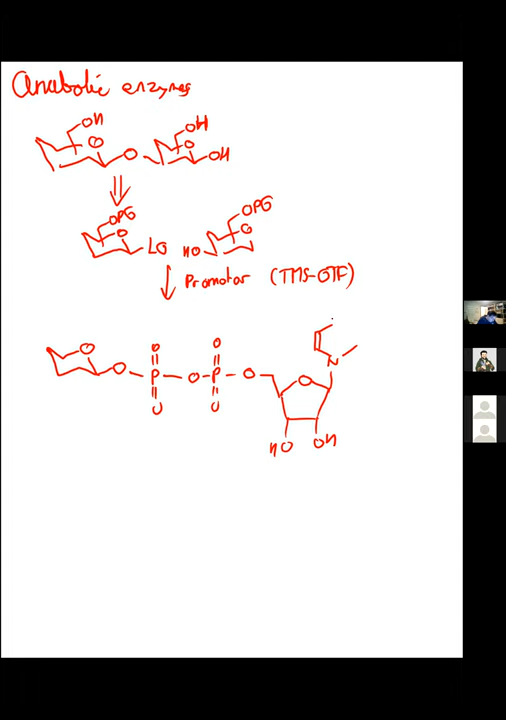 Anabolic enzymes
OH OH
O O O OH
OPG OPG
O LG HO O
Promotor (TMS-OTF)
O O
O O P O P O O N
O O
HO OH